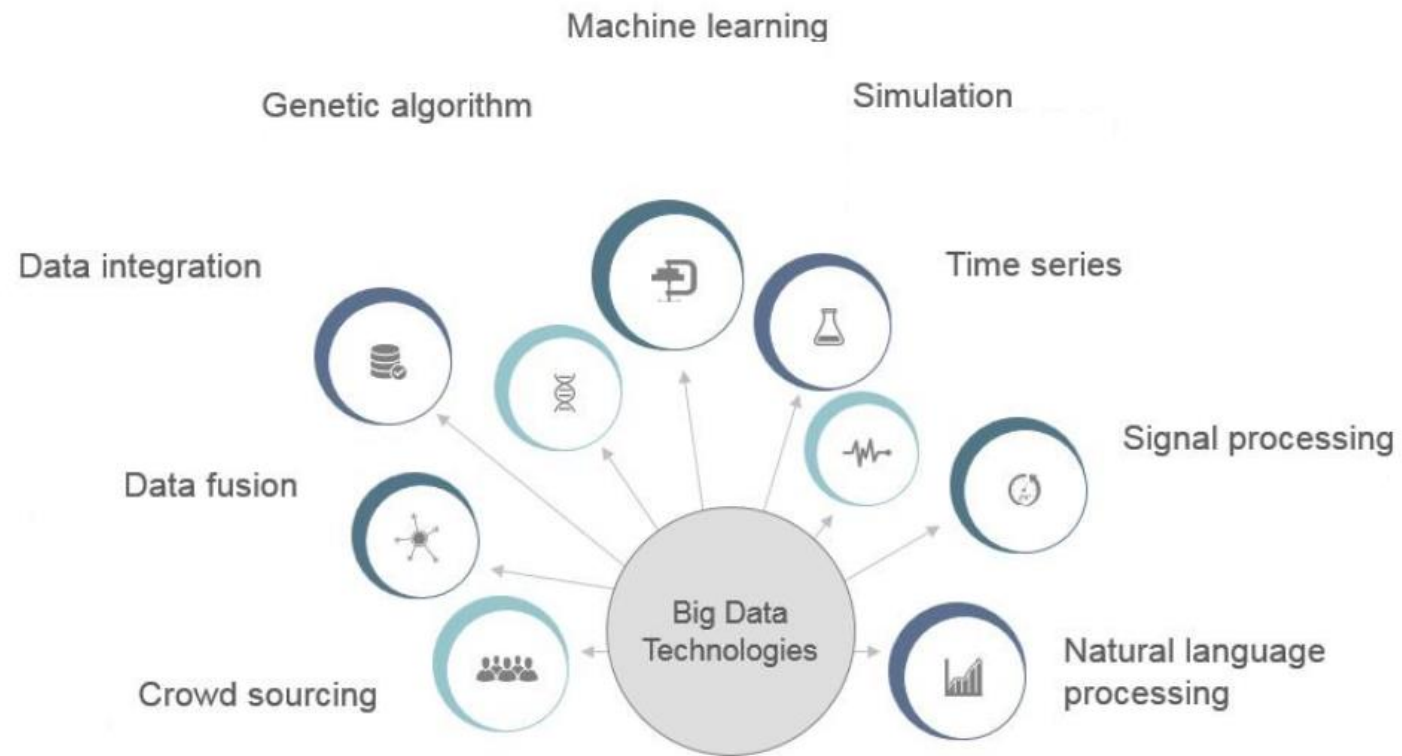 Machine learning
Genetic algorithm
Simulation
Data integration
Time series
Signal processing
Data fusion
Big Data
Technologies
Natural language
processing
Crowd sourcing